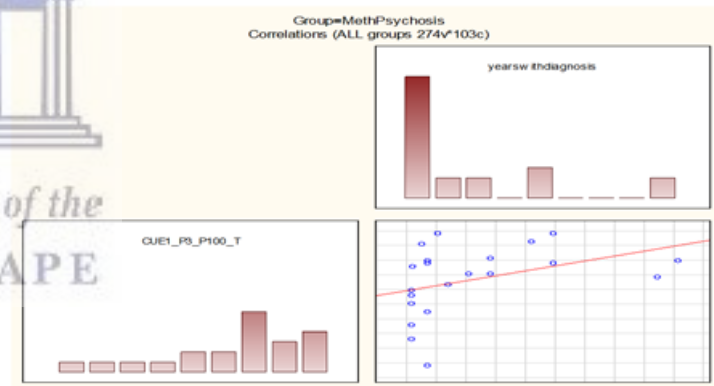 Group=MethPsychosis
Correlations (ALL groups 274v*103c)
yearswithdiagnosis
of the
CUE1_P3_P100_T
APE